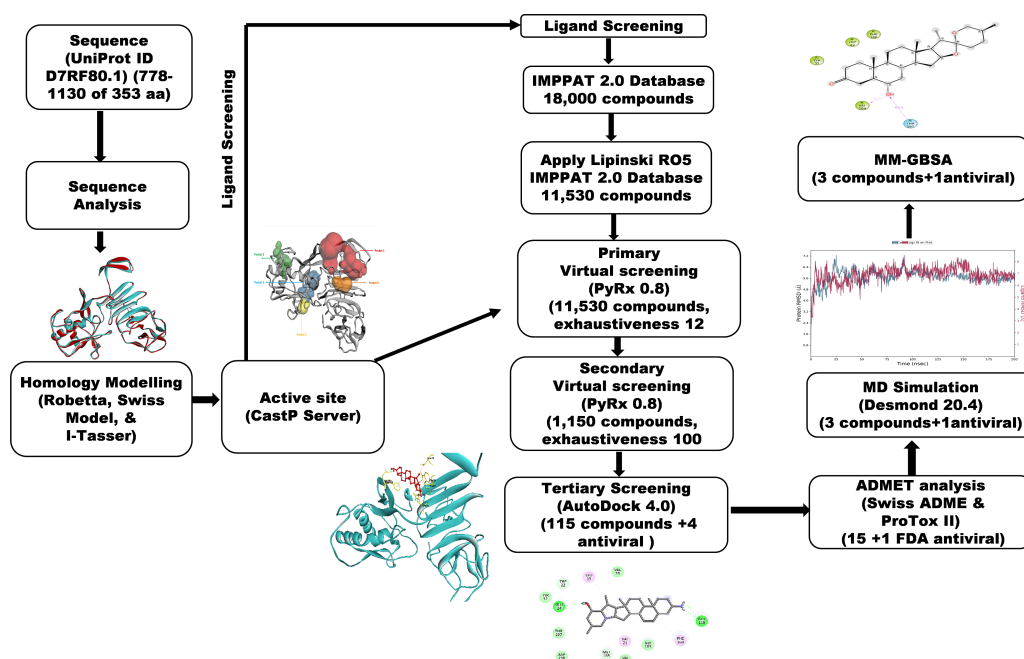 Sequence
(UniProt ID
D7RF80.1) (778-
1130 of 353 aa)
Sequence
Analysis
Homology Modelling
(Robetta, Swiss
Model, &
I-Tasser)
Active site
(CastP Server)
Ligand Screening
Ligand Screening
IMPPAT 2.0 Database
18,000 compounds
Apply Lipinski RO5
IMPPAT 2.0 Database
11,530 compounds
Primary
Virtual screening
(PyRx 0.8)
(11,530 compounds,
exhaustiveness 12
Secondary
Virtual screening
(PyRx 0.8)
(1,150 compounds,
exhaustiveness 100
Tertiary Screening
(AutoDock 4.0)
(115 compounds +4
antiviral )
ADMET analysis
(Swiss ADME &
ProTox II)
(15 +1 FDA antiviral)
MD Simulation
(Desmond 20.4)
(3 compounds+1antiviral)
Protein RMSD (Å)
Time (nsec)
MM-GBSA
(3 compounds+1antiviral)